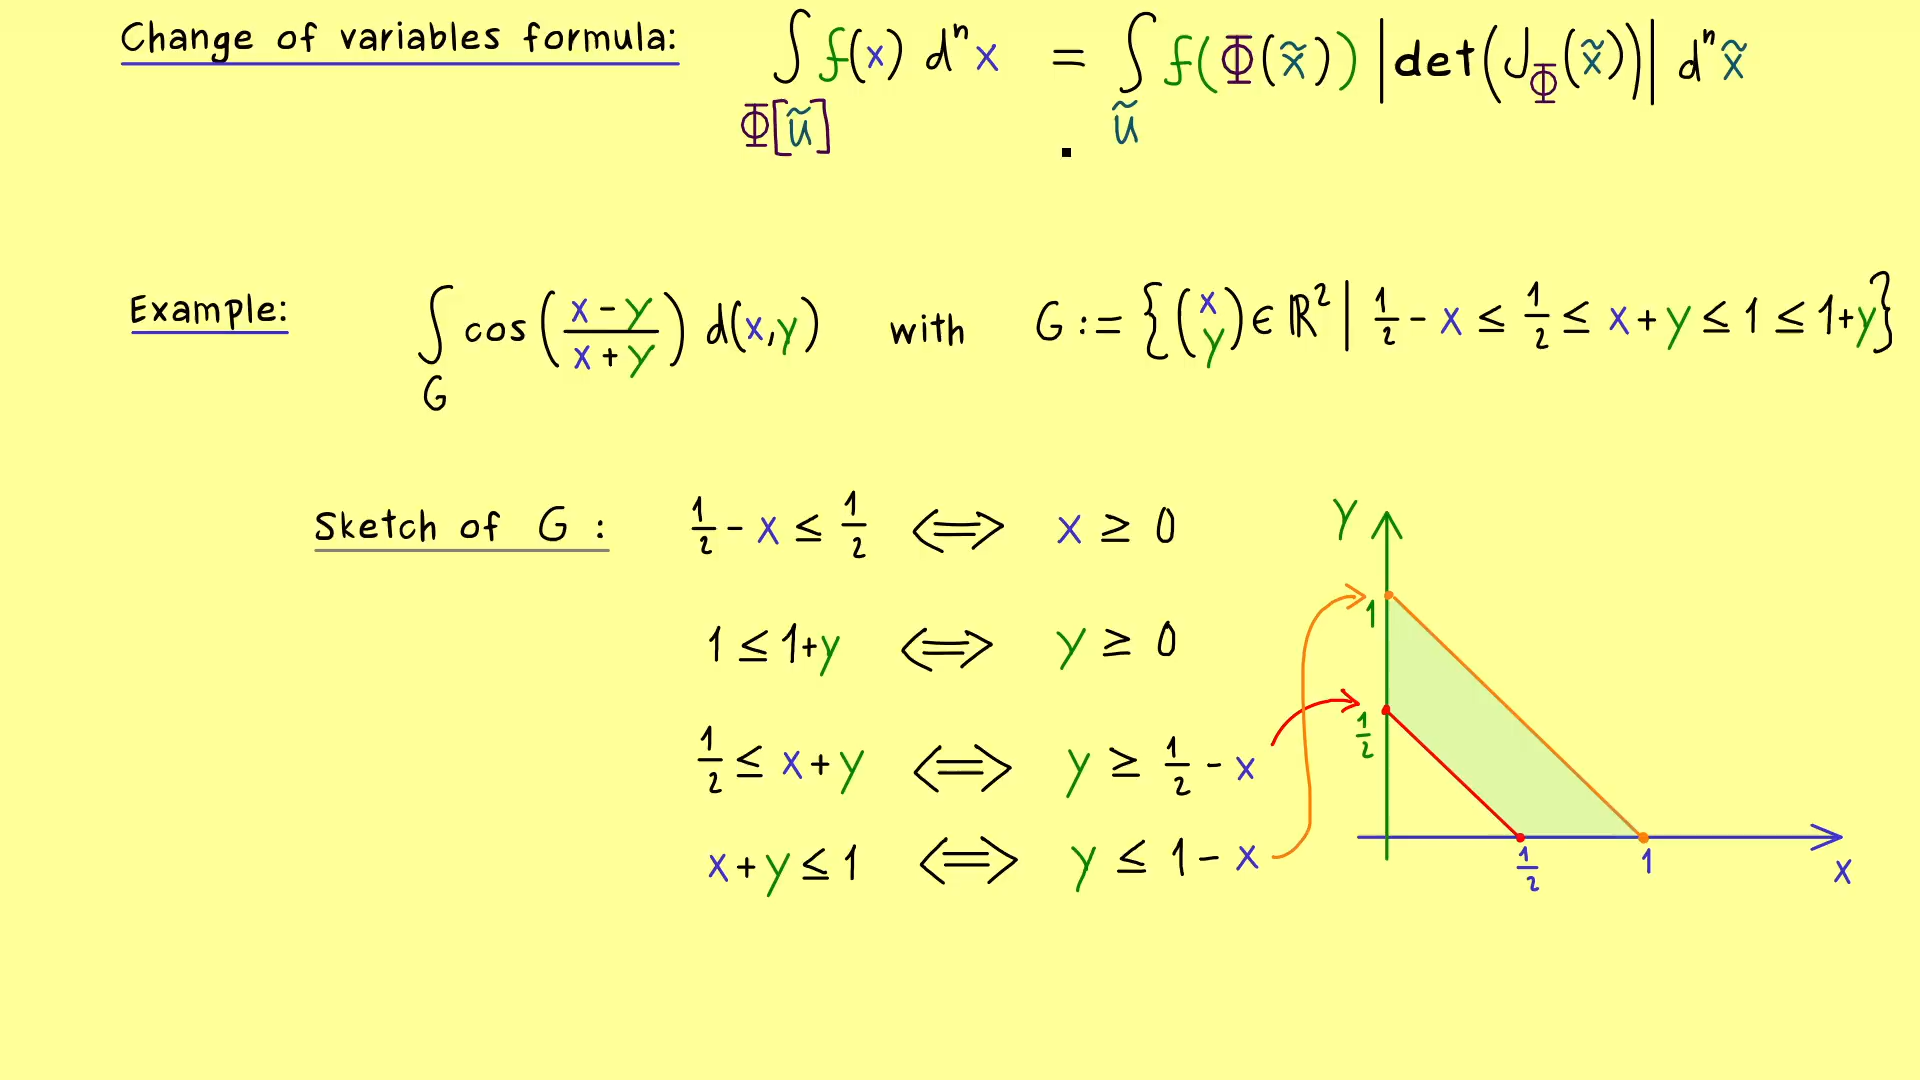 Change of variables formula: ∫_{Φ[ũ]} f(x) dⁿx = ∫_{ũ} f(Φ(x̃)) |det(J_Φ(x̃))| dⁿx̃
Example: ∫_G cos((x - y)/(x + y)) d(x,y) with G := {(x y) ∈ ℝ² | 1/2 - x ≤ 1/2 ≤ x + y ≤ 1 ≤ 1+y}
Sketch of G : 1/2 - x ≤ 1/2 ⟺ x ≥ 0
1 ≤ 1+y ⟺ y ≥ 0
1/2 ≤ x + y ⟺ y ≥ 1/2 - x
x + y ≤ 1 ⟺ y ≤ 1 - x
y
1
1/2
1/2 1 x